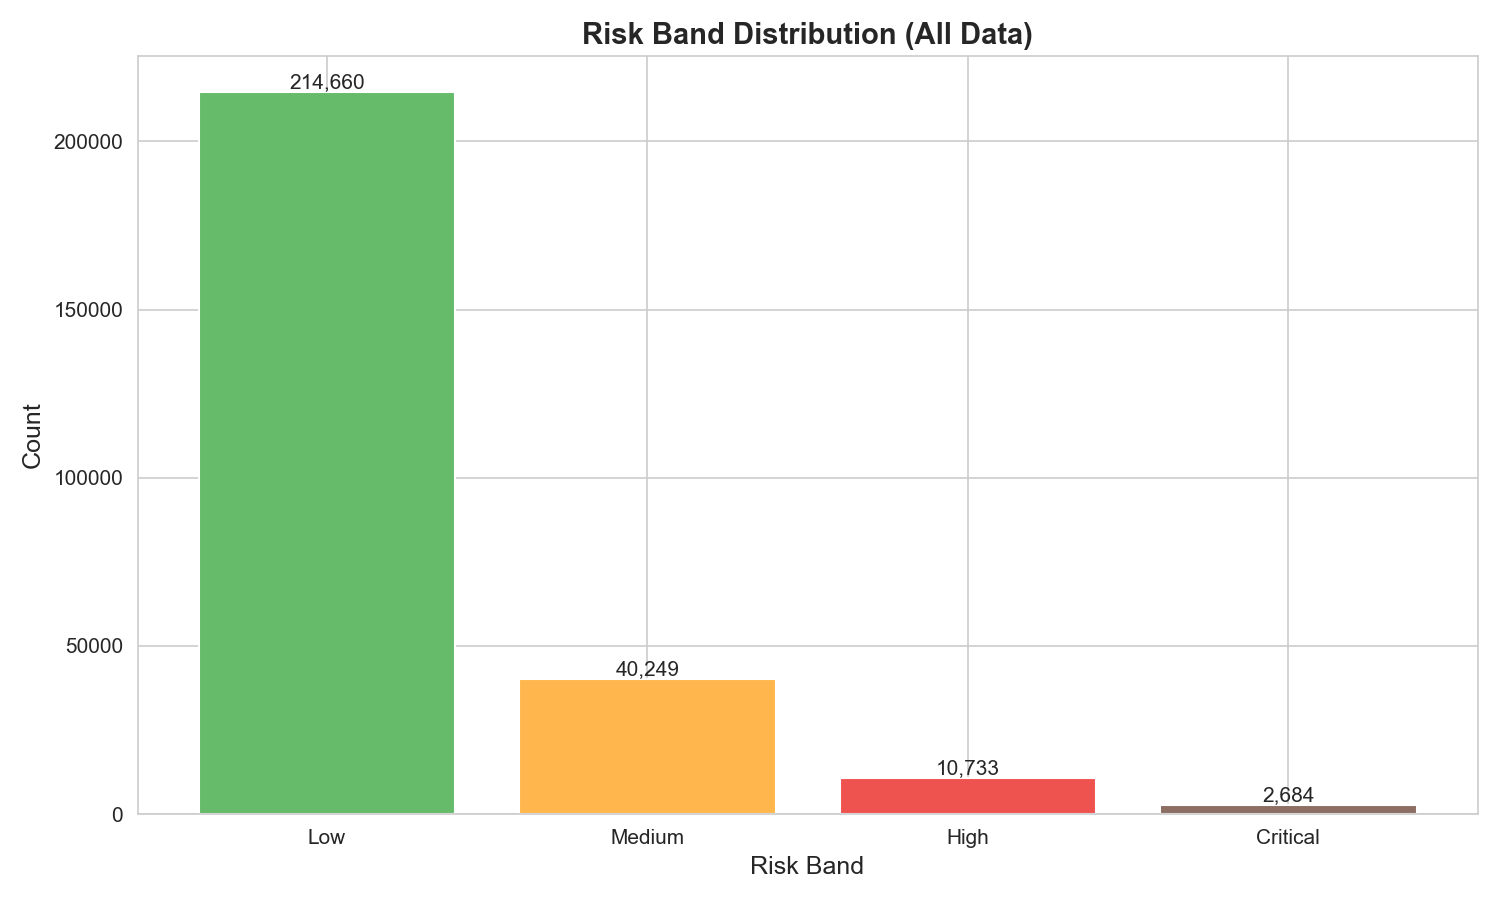 Risk Band Distribution (All Data)
214,660
200000
150000
100000
50000
0
Count
40,249
10,733
2,684
Low
Medium
High
Critical
Risk Band